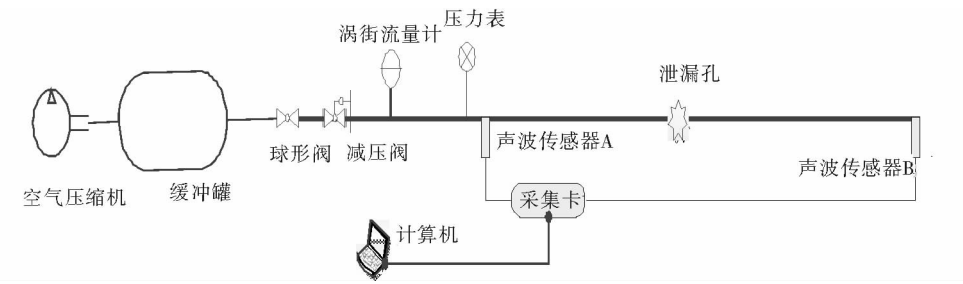 涡街流量计
压力表
泄漏孔
球形阀
减压阀
声波传感器A
声波传感器B
空气压缩机
缓冲罐
采集卡
计算机